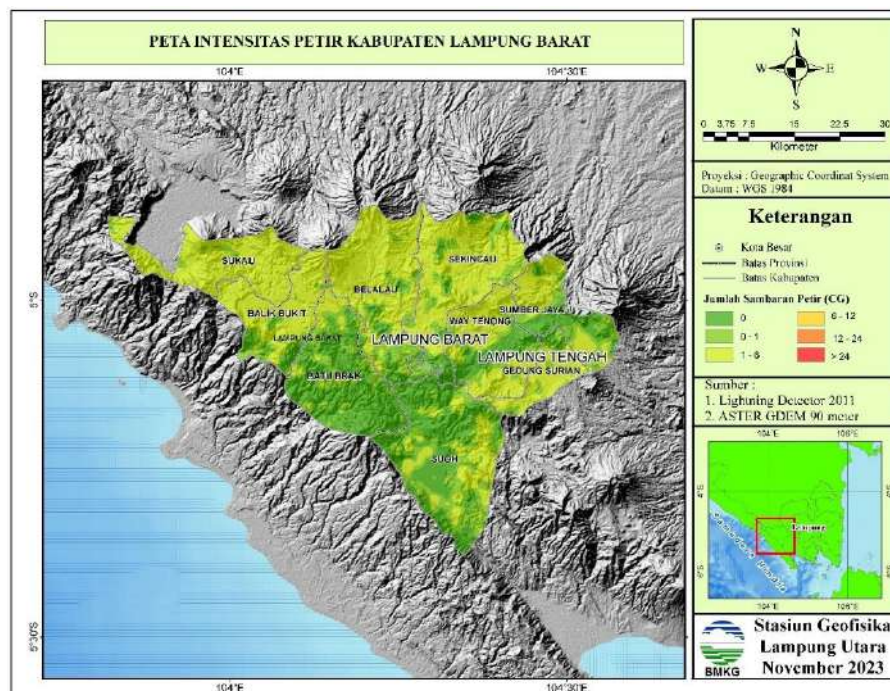 PETA INTENSITAS PETIR KABUPATEN LAMPUNG BARAT
104°E
104°30'E
5°S
5°30'S
104°E
104°30'E
SUKAU
BALIK BUKIT
LAMPUNG BARAT
BELALAU
SEKINCAU
SUMBER JAYA
WAY TENONG
LAMPUNG BARAT
LAMPUNG TENGAH
GEDUNG SURIAN
BATU BRAK
SUOH
N
W
E
S
0 3.75 7.5 15 22.5 30
Kilometer
Proyeksi : Geographic Coordinat System
Datum : WGS 1984
Keterangan
Kota Besar
Batas Provinsi
Batas Kabupaten
Jumlah Sambaran Petir (CG)
0
0 - 1
1 - 6
6 - 12
12 - 24
> 24
Sumber :
1. Lightning Detector 2011
2. ASTER GDEM 90 meter
104°E
106°E
4°S
6°S
Lampung
104°E
106°E
BMKG
Stasiun Geofisika
Lampung Utara
November 2023